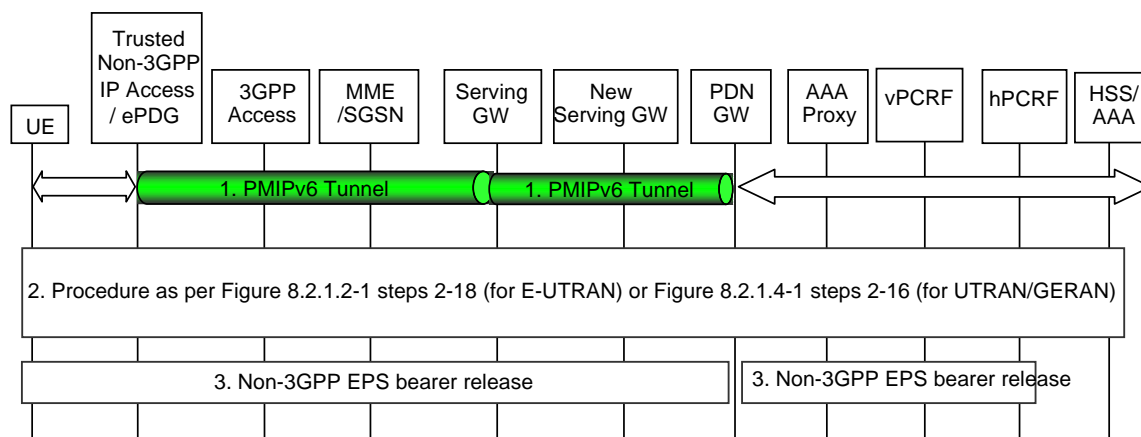 Trusted
Non-3GPP
IP Access
/ ePDG
UE
3GPP
Access
MME
/SGSN
Serving
GW
New
Serving GW
PDN
GW
AAA
Proxy
vPCRF
hPCRF
HSS/
AAA
1. PMIPv6 Tunnel
1. PMIPv6 Tunnel
2. Procedure as per Figure 8.2.1.2-1 steps 2-18 (for E-UTRAN) or Figure 8.2.1.4-1 steps 2-16 (for UTRAN/GERAN)
3. Non-3GPP EPS bearer release
3. Non-3GPP EPS bearer release